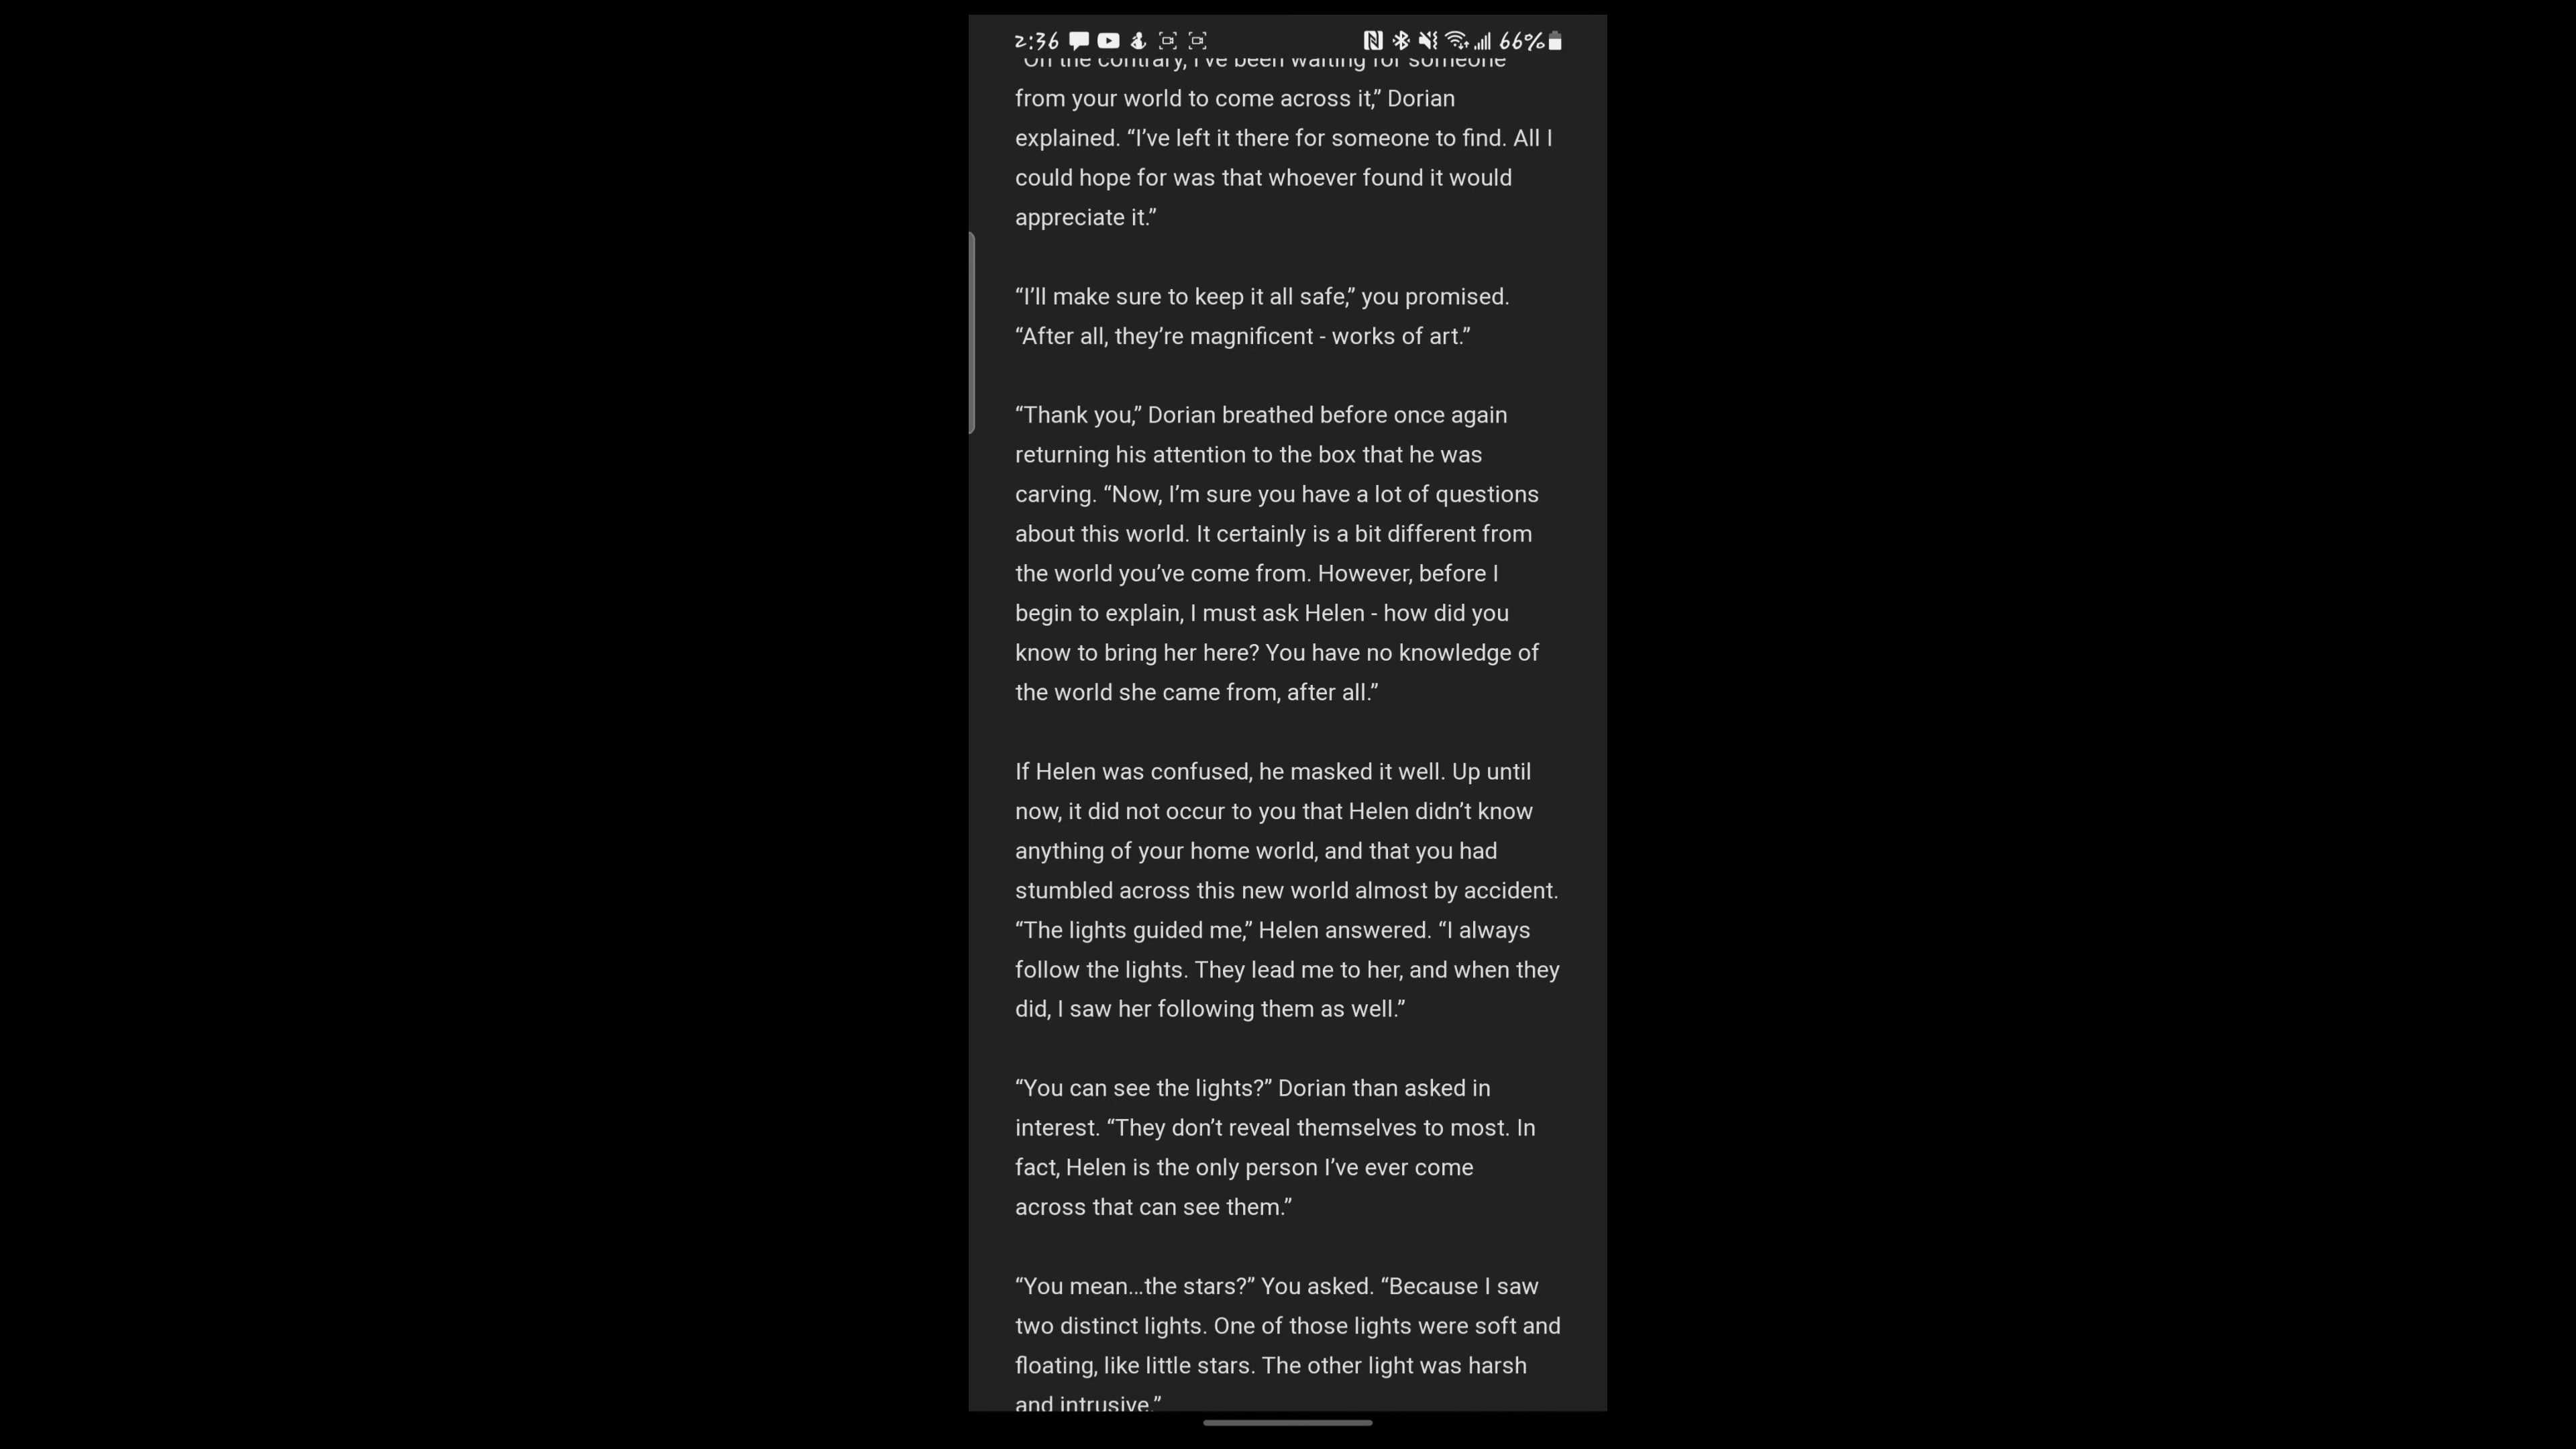 2:36 66%
“On the contrary, I’ve been waiting for someone
from your world to come across it,” Dorian
explained. “I’ve left it there for someone to find. All I
could hope for was that whoever found it would
appreciate it.”
“I’ll make sure to keep it all safe,” you promised.
“After all, they’re magnificent - works of art.”
“Thank you,” Dorian breathed before once again
returning his attention to the box that he was
carving. “Now, I’m sure you have a lot of questions
about this world. It certainly is a bit different from
the world you’ve come from. However, before I
begin to explain, I must ask Helen - how did you
know to bring her here? You have no knowledge of
the world she came from, after all.”
If Helen was confused, he masked it well. Up until
now, it did not occur to you that Helen didn’t know
anything of your home world, and that you had
stumbled across this new world almost by accident.
“The lights guided me,” Helen answered. “I always
follow the lights. They lead me to her, and when they
did, I saw her following them as well.”
“You can see the lights?” Dorian than asked in
interest. “They don’t reveal themselves to most. In
fact, Helen is the only person I’ve ever come
across that can see them.”
“You mean…the stars?” You asked. “Because I saw
two distinct lights. One of those lights were soft and
floating, like little stars. The other light was harsh
and intrusive.”